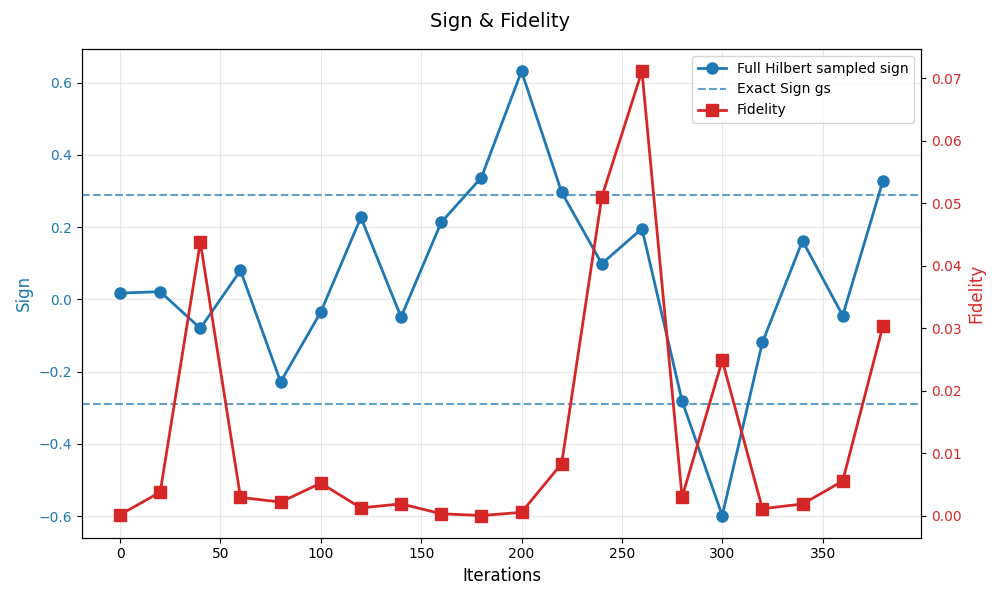 Sign & Fidelity
Full Hilbert sampled sign
Exact Sign gs
Fidelity
0.6
0.4
0.2
0.0
−0.2
−0.4
−0.6
Sign
0.07
0.06
0.05
0.04
0.03
0.02
0.01
0.00
Fidelity
0 50 100 150 200 250 300 350
Iterations